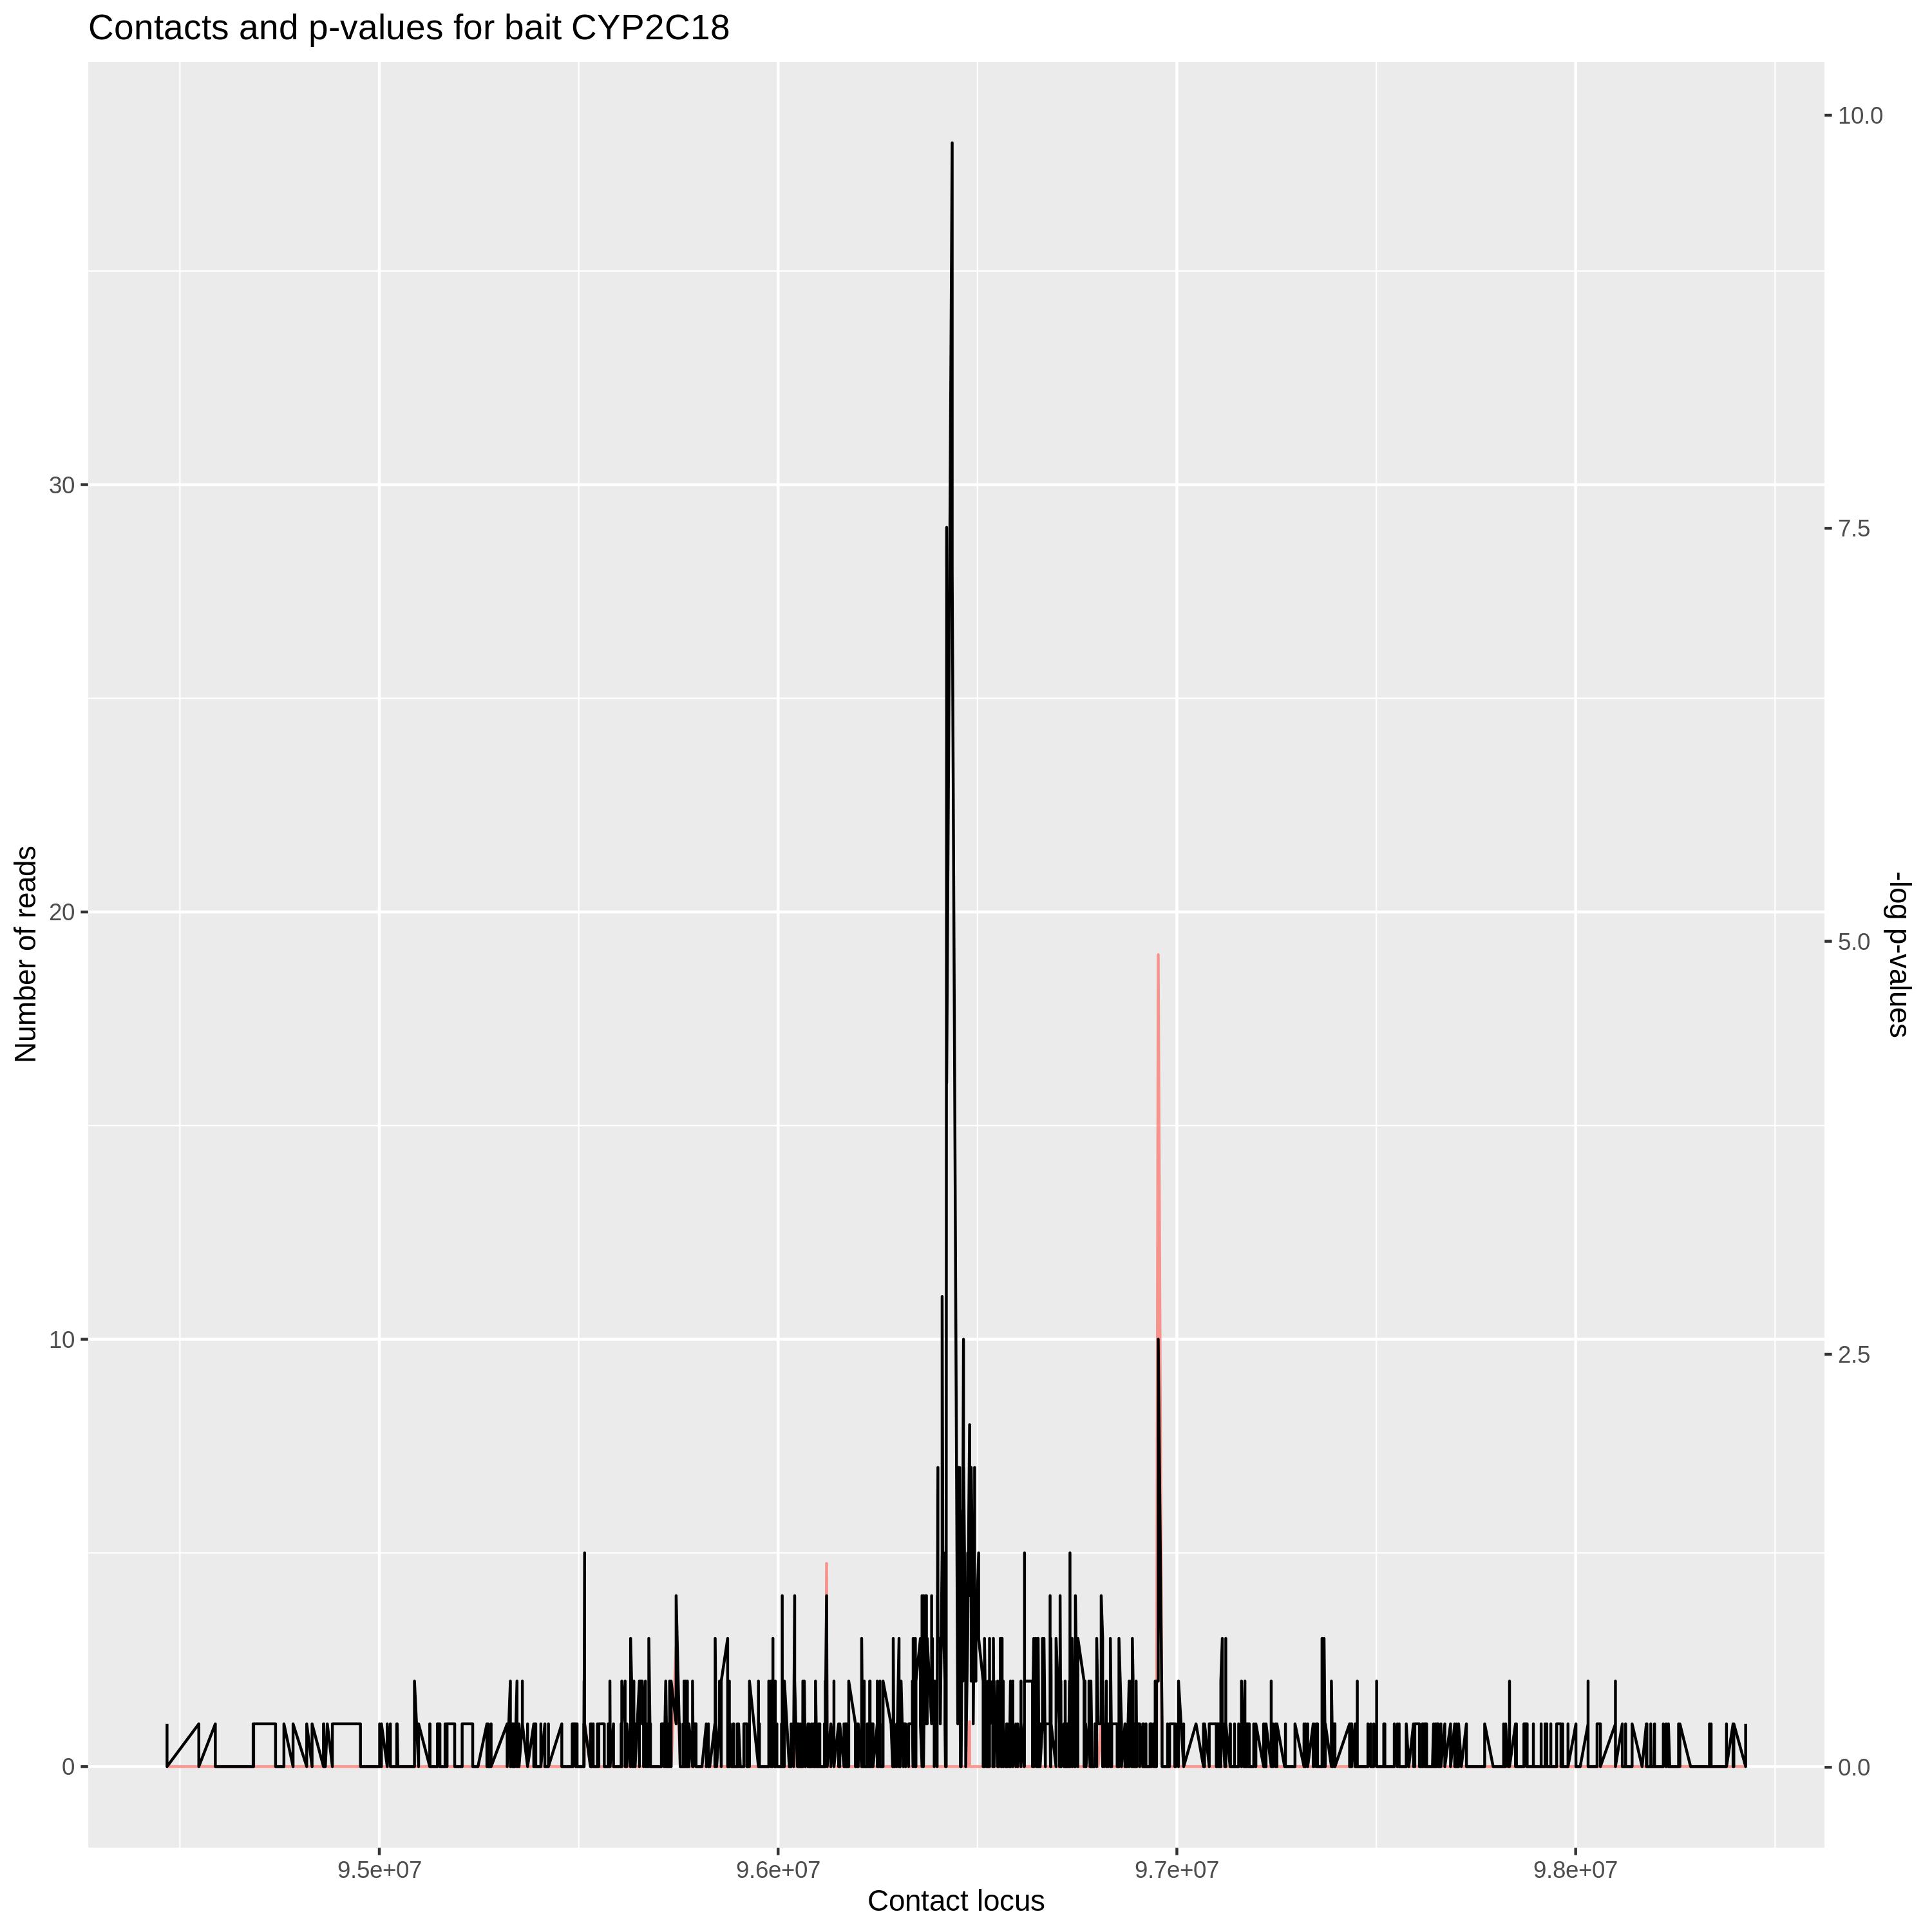 Contacts and p-values for bait CYP2C18
10.0
30
7.5
20
5.0
10
2.5
0
0.0
Number of reads
-log p-values
9.5e+07 9.6e+07 9.7e+07 9.8e+07
Contact locus